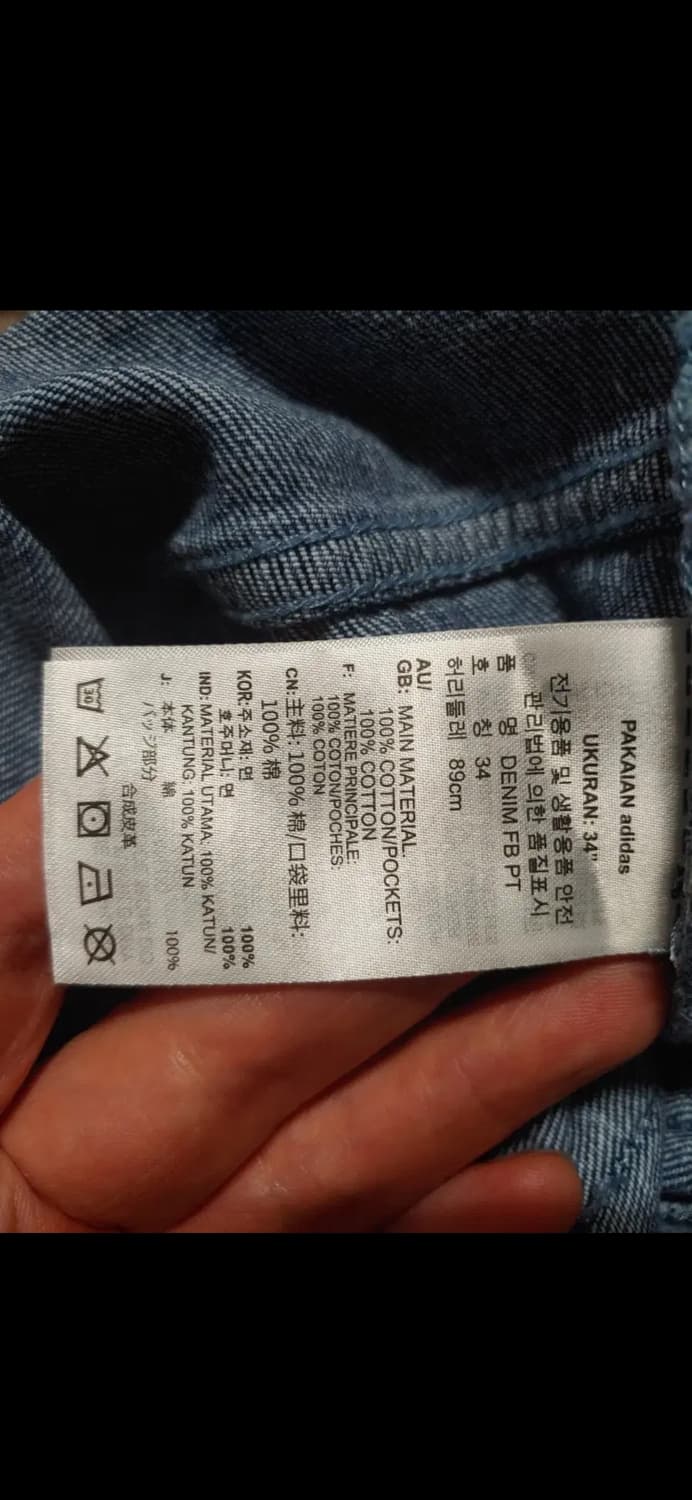 PAKAIAN adidas
UKURAN: 34"
전기용품 및 생활용품 안전
관리법에 의한 품질표시
품 명 DENIM FB PT
호 칭 34
허리둘레 89cm
AU/
GB: MAIN MATERIAL:
100% COTTON/POCKETS:
100% COTTON
F: MATIERE PRINCIPALE:
100% COTON/POCHES:
100% COTON
CN:主料: 100% 棉/口袋里料:
100% 棉
KOR:주소재: 면 100%
호주머니: 면 100%
IND: MATERIAL UTAMA: 100% KATUN/
KANTUNG: 100% KATUN
J: 本体 綿 100%
パッジ部分
合成皮革
30